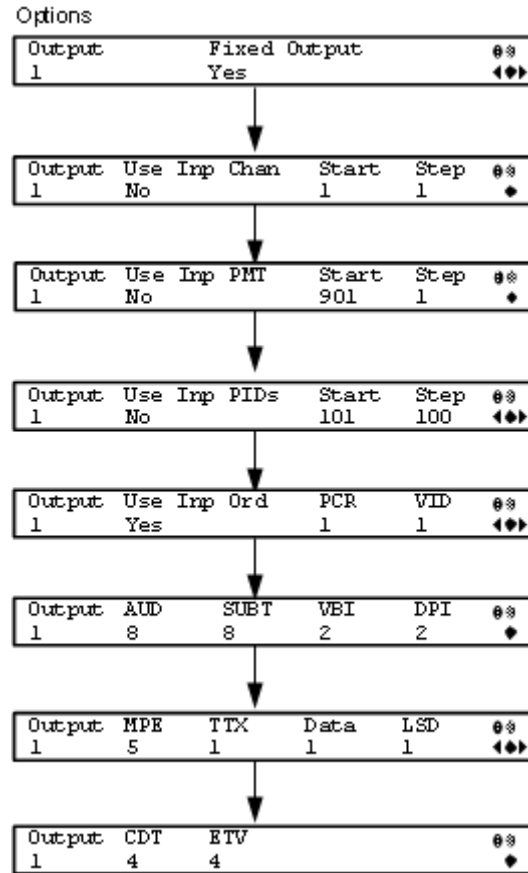 Options
Output Fixed Output
1 Yes
Output Use Inp Chan Start Step
1 No 1 1
Output Use Inp PMT Start Step
1 No 901 1
Output Use Inp PIDs Start Step
1 No 101 100
Output Use Inp Ord PCR VID
1 Yes 1 1
Output AUD SUBT VBI DPI
1 8 8 2 2
Output MPE TTX Data LSD
1 5 1 1 1
Output CDT ETV
1 4 4